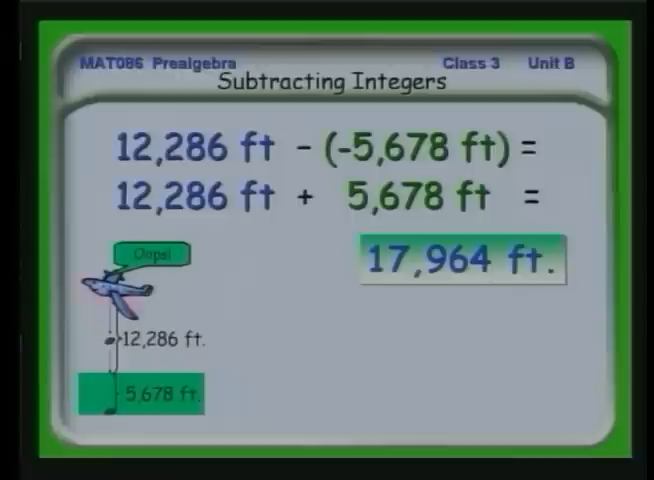 MAT086 Prealgebra Class 3 Unit B
Subtracting Integers
12,286 ft - (-5,678 ft) =
12,286 ft + 5,678 ft =
17,964 ft.
Oops!
12,286 ft.
5,678 ft.